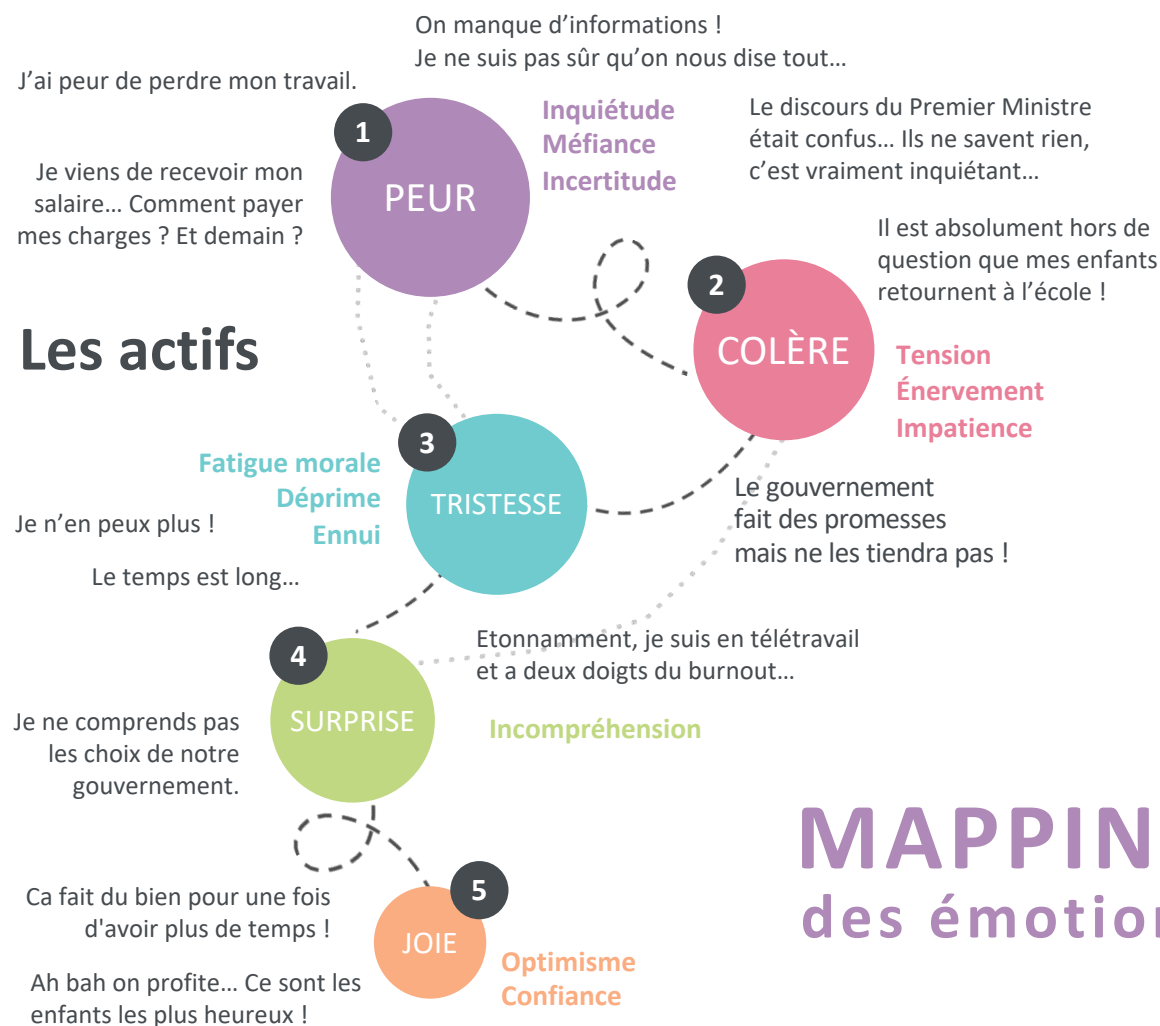 On manque d'informations !
Je ne suis pas sûr qu'on nous dise tout…
J'ai peur de perdre mon travail.
1
PEUR
Inquiétude
Méfiance
Incertitude
Le discours du Premier Ministre
était confus… Ils ne savent rien,
c'est vraiment inquiétant…
Je viens de recevoir mon
salaire… Comment payer
mes charges ? Et demain ?
Il est absolument hors de
question que mes enfants
retournent à l'école !
2
COLÈRE
Tension
Énervement
Impatience
Les actifs
3
TRISTESSE
Fatigue morale
Déprime
Ennui
Je n'en peux plus !
Le temps est long…
Le gouvernement
fait des promesses
mais ne les tiendra pas !
4
SURPRISE
Etonnamment, je suis en télétravail
et a deux doigts du burnout…
Incompréhension
Je ne comprends pas
les choix de notre
gouvernement.
MAPPIN
des émotion
5
JOIE
Ca fait du bien pour une fois
d'avoir plus de temps !
Ah bah on profite… Ce sont les
enfants les plus heureux !
Optimisme
Confiance